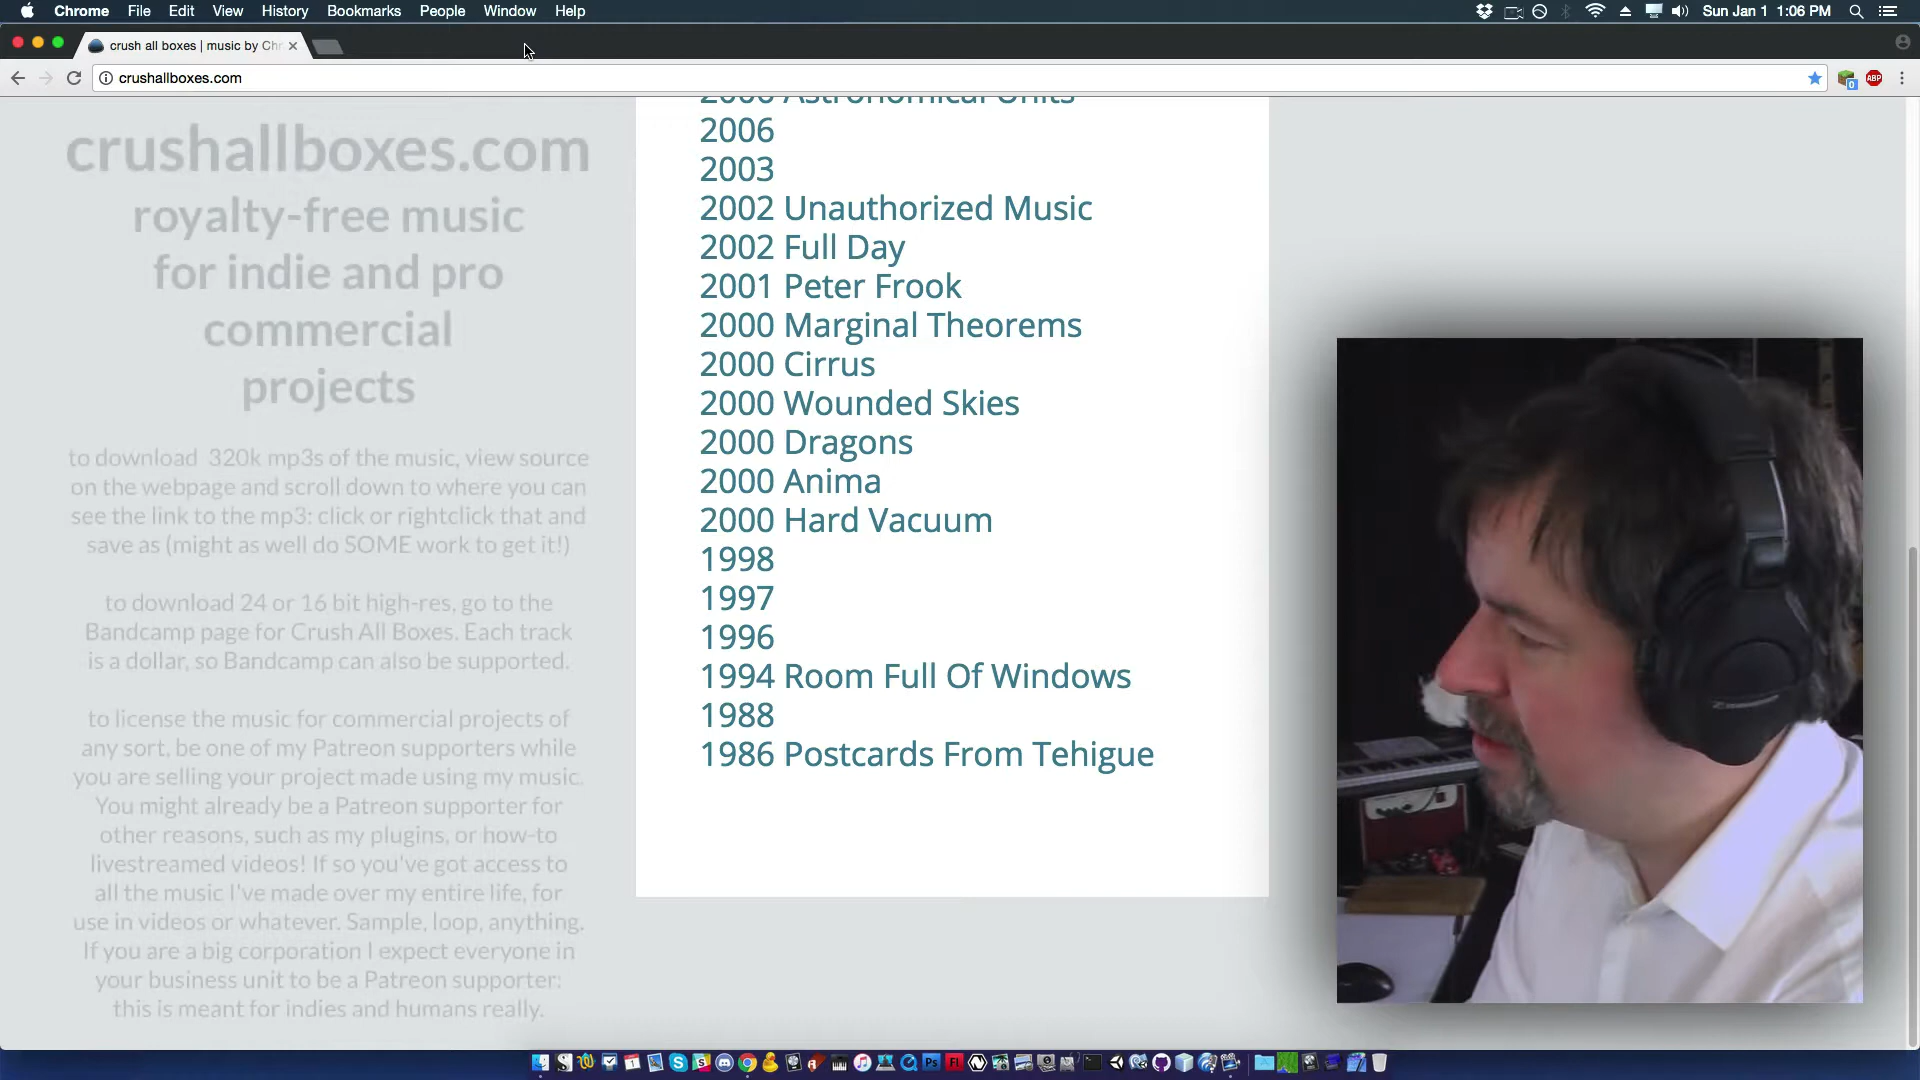 Chrome File Edit View History Bookmarks People Window Help
Sun Jan 1 1:06 PM
crush all boxes | music by Chr
crushallboxes.com
ABP
crushallboxes.com
royalty-free music
for indie and pro
commercial
projects
to download 320k mp3s of the music, view source
on the webpage and scroll down to where you can
see the link to the mp3: click or rightclick that and
save as (might as well do SOME work to get it!)
to download 24 or 16 bit high-res, go to the
Bandcamp page for Crush All Boxes. Each track
is a dollar, so Bandcamp can also be supported.
to license the music for commercial projects of
any sort, be one of my Patreon supporters while
you are selling your project made using my music.
You might already be a Patreon supporter for
other reasons, such as my plugins, or how-to
livestreamed videos! If so you've got access to
all the music I've made over my entire life, for
use in videos or whatever. Sample, loop, anything.
If you are a big corporation I expect everyone in
your business unit to be a Patreon supporter:
this is meant for indies and humans really.
2006 Astronomical Units
2006
2003
2002 Unauthorized Music
2002 Full Day
2001 Peter Frook
2000 Marginal Theorems
2000 Cirrus
2000 Wounded Skies
2000 Dragons
2000 Anima
2000 Hard Vacuum
1998
1997
1996
1994 Room Full Of Windows
1988
1986 Postcards From Tehigue